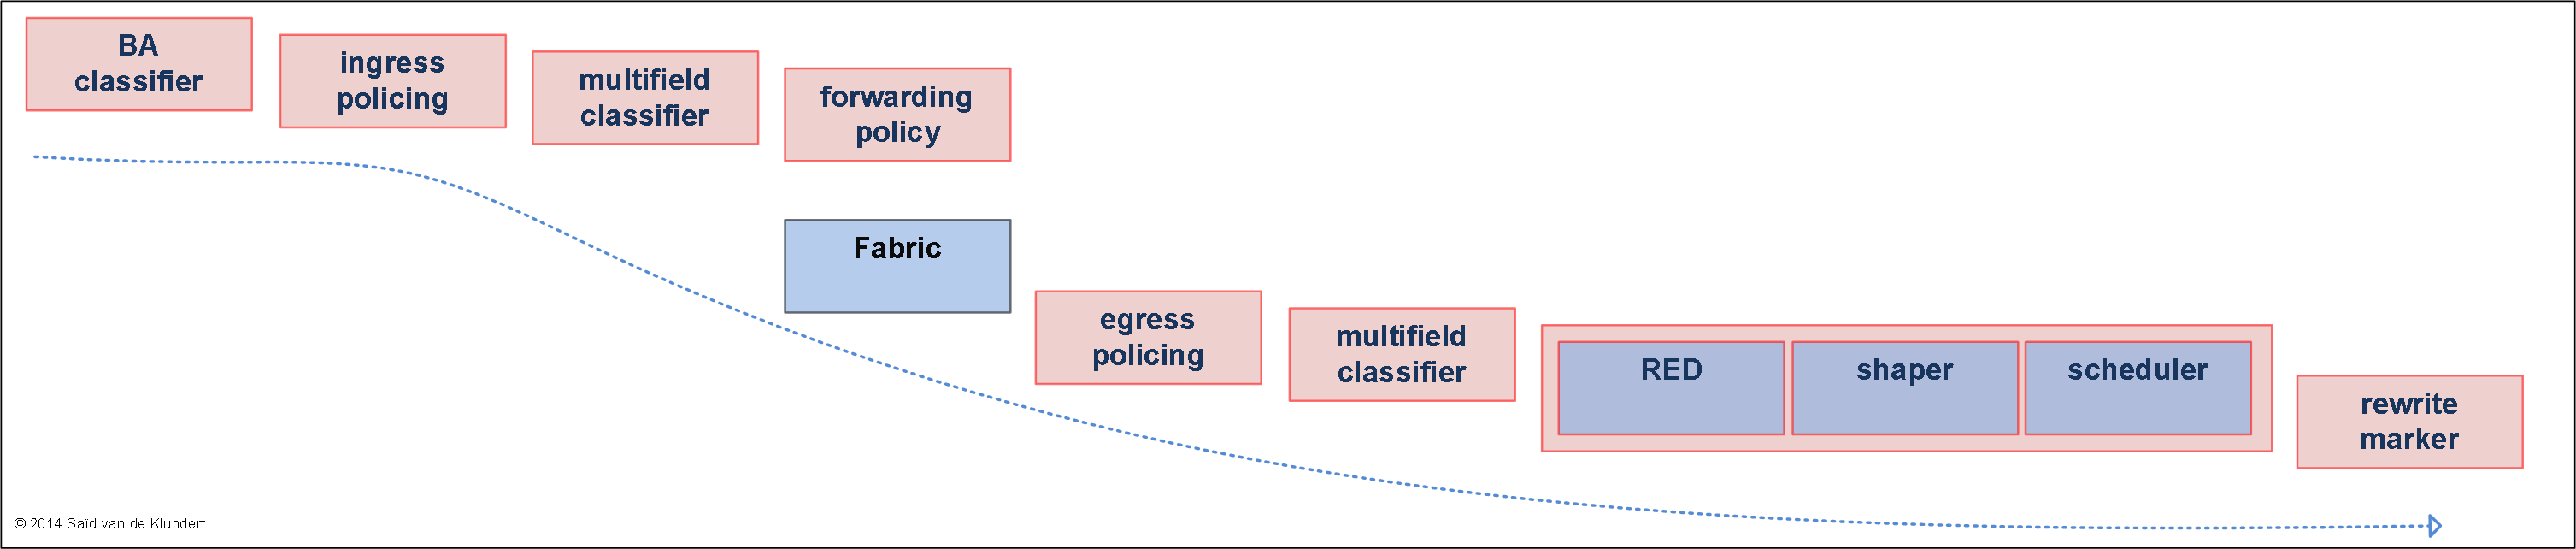 BA
classifier
ingress
policing
multifield
classifier
forwarding
policy
Fabric
egress
policing
multifield
classifier
RED
shaper
scheduler
rewrite
marker
© 2014 Saïd van de Klundert